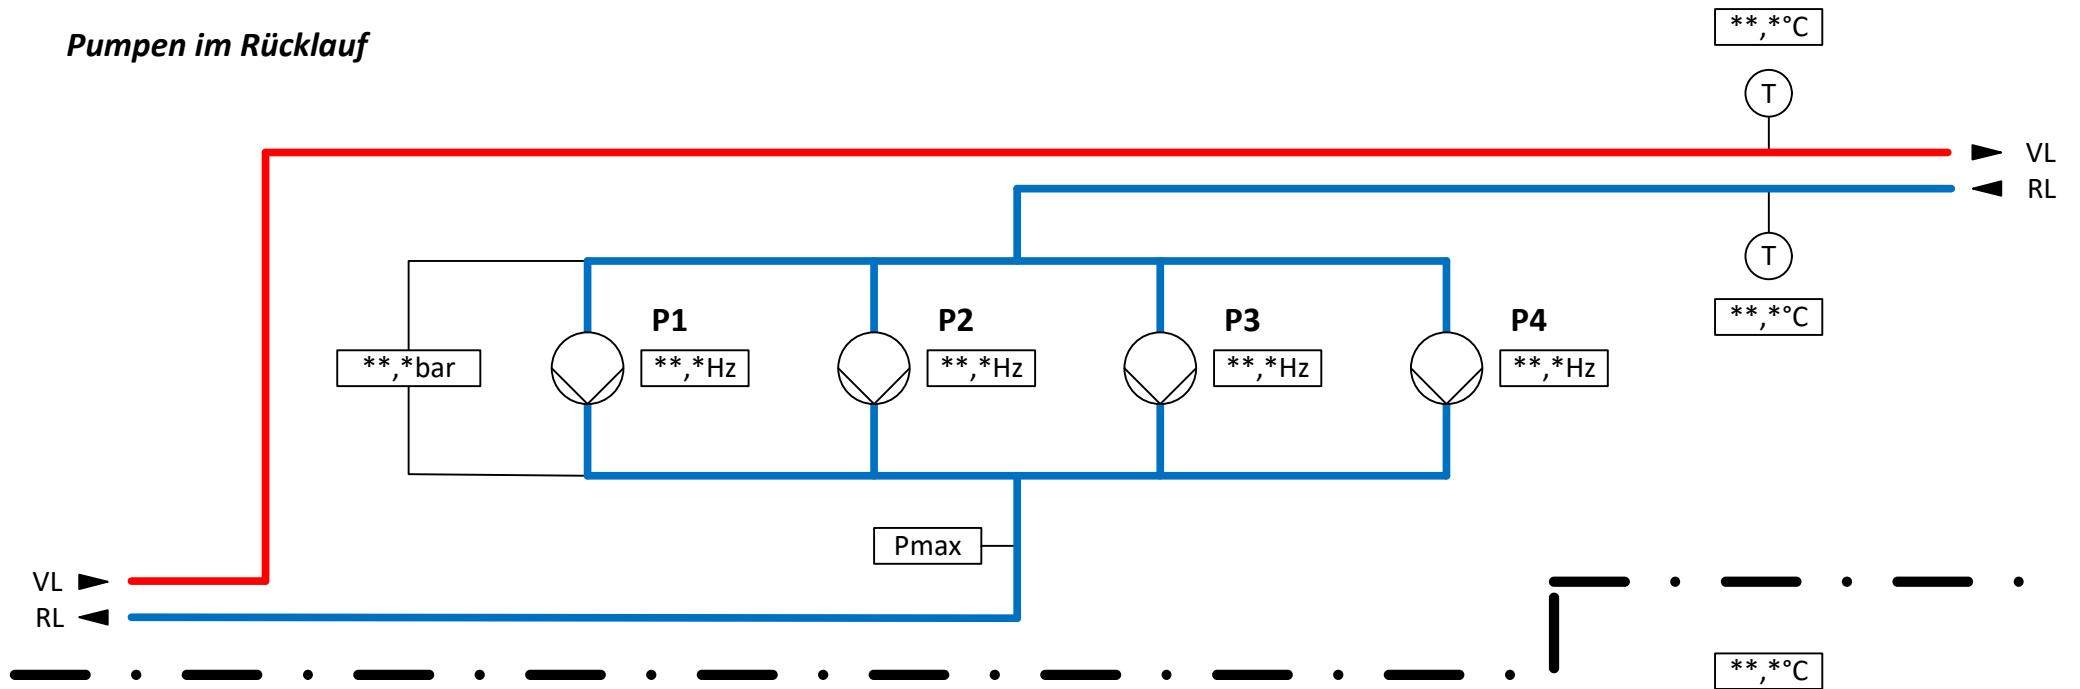 **,*°C
Pumpen im Rücklauf
T
VL
RL
T
P1
P2
P3
P4
**,*°C
**,*bar
**,*Hz
**,*Hz
**,*Hz
**,*Hz
Pmax
VL
RL
**,*°C